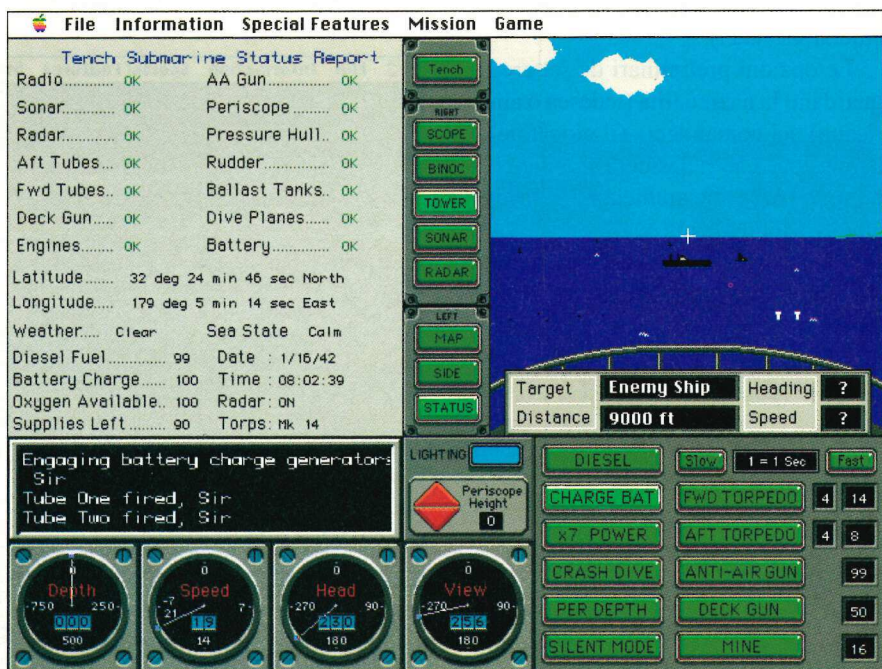 File Information Special Features Mission Game
Tench Submarine Status Report
Radio............ OK AA Gun............... OK
Sonar............ OK Periscope........ OK
Radar............ OK Pressure Hull.. OK
Aft Tubes... OK Rudder.............. OK
Fwd Tubes.. OK Ballast Tanks.. OK
Deck Gun.... OK Dive Planes...... OK
Engines........ OK Battery............. OK
Latitude...... 32 deg 24 min 46 sec North
Longitude..... 179 deg 5 min 14 sec East
Weather.... Clear Sea State Calm
Diesel Fuel............. 99 Date : 1/16/42
Battery Charge...... 100 Time : 08:02:39
Oxygen Available.. 100 Radar: ON
Supplies Left ........ 90 Torps: Mk 14
Tench
RIGHT
SCOPE
BINOC
TOWER
SONAR
RADAR
LEFT
MAP
SIDE
STATUS
Target Enemy Ship Heading ?
Distance 9000 ft Speed ?
Engaging battery charge generators
Sir
Tube One fired, Sir
Tube Two fired, Sir
LIGHTING
Periscope
Height
0
DIESEL Slow 1 = 1 Sec Fast
CHARGE BAT FWD TORPEDO 4 14
x7 POWER AFT TORPEDO 4 8
CRASH DIVE ANTI-AIR GUN 99
PER DEPTH DECK GUN 50
SILENT MODE MINE 16
0
Depth
750 250
000
500
0
Speed
-7
21 7
19
14
0
Head
270 90
230
180
0
View
270 90
256
180